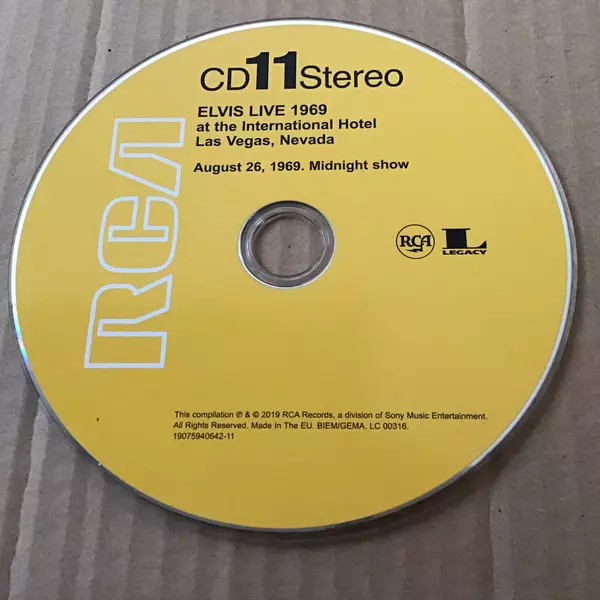 CD11Stereo
ELVIS LIVE 1969
at the International Hotel
Las Vegas, Nevada
August 26, 1969. Midnight show
RCA
RCA
L
LEGACY
This compilation ℗ & © 2019 RCA Records, a division of Sony Music Entertainment.
All Rights Reserved. Made In The EU. BIEM/GEMA. LC 00316.
19075940642-11